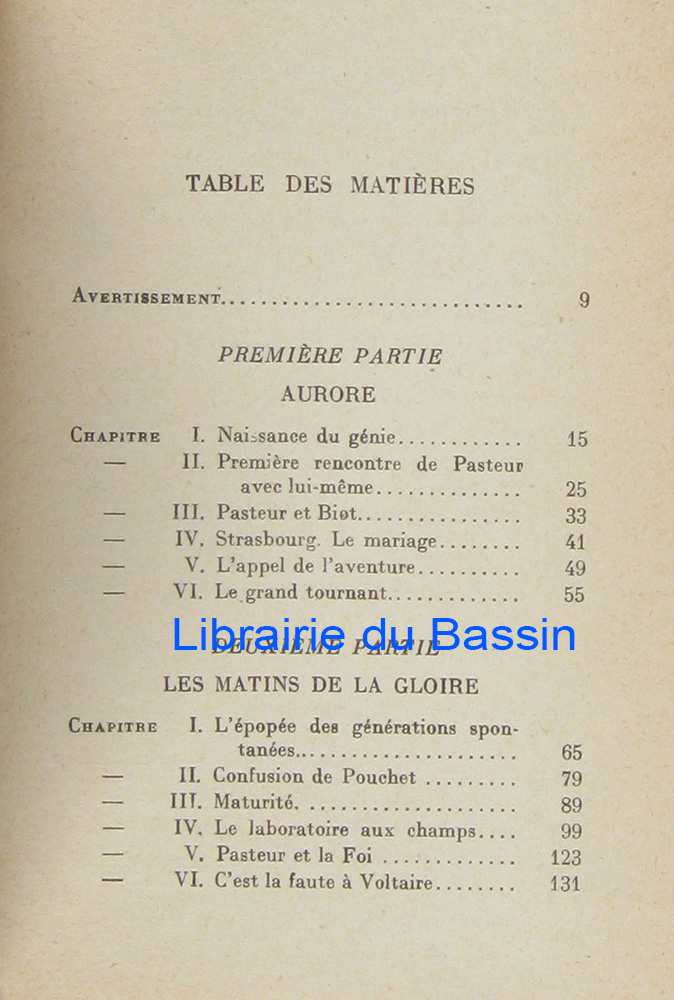 TABLE DES MATIÈRES
AVERTISSEMENT............................ 9
PREMIÈRE PARTIE
AURORE
CHAPITRE I. Naissance du génie............ 15
— II. Première rencontre de Pasteur
avec lui-même.............. 25
— III. Pasteur et Biot............. 33
— IV. Strasbourg. Le mariage........ 41
— V. L'appel de l'aventure.......... 49
— VI. Le grand tournant............. 55
Librairie du Bassin
DEUXIÈME PARTIE
LES MATINS DE LA GLOIRE
CHAPITRE I. L'épopée des générations spon-
tanées...................... 65
— II. Confusion de Pouchet ......... 79
— III. Maturité. .................... 89
— IV. Le laboratoire aux champs.... 99
— V. Pasteur et la Foi ............. 123
— VI. C'est la faute à Voltaire........ 131